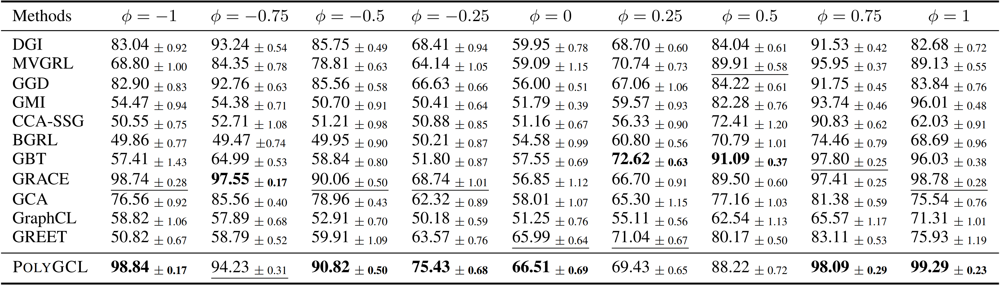 Methods ϕ = −1 ϕ = −0.75 ϕ = −0.5 ϕ = −0.25 ϕ = 0 ϕ = 0.25 ϕ = 0.5 ϕ = 0.75 ϕ = 1
DGI 83.04 ± 0.92 93.24 ± 0.54 85.75 ± 0.49 68.41 ± 0.94 59.95 ± 0.78 68.70 ± 0.60 84.04 ± 0.61 91.53 ± 0.42 82.68 ± 0.72
MVGRL 68.80 ± 1.00 84.35 ± 0.78 78.81 ± 0.63 64.14 ± 1.05 59.09 ± 1.15 70.74 ± 0.73 89.91 ± 0.58 95.95 ± 0.37 89.13 ± 0.55
GGD 82.90 ± 0.83 92.76 ± 0.63 85.56 ± 0.58 66.63 ± 0.66 56.00 ± 0.51 67.06 ± 1.06 84.22 ± 0.61 91.75 ± 0.45 83.84 ± 0.76
GMI 54.47 ± 0.94 54.38 ± 0.71 50.70 ± 0.91 50.41 ± 0.64 51.79 ± 0.39 59.57 ± 0.93 82.28 ± 0.76 93.74 ± 0.46 96.01 ± 0.48
CCA-SSG 50.55 ± 0.75 52.71 ± 1.08 51.21 ± 0.98 50.88 ± 0.85 51.16 ± 0.67 56.33 ± 0.90 72.41 ± 1.20 90.83 ± 0.62 62.03 ± 0.91
BGRL 49.86 ± 0.77 49.47 ±0.74 49.95 ± 0.90 50.21 ± 0.87 54.58 ± 0.99 60.80 ± 0.56 70.79 ± 1.01 74.46 ± 0.79 68.69 ± 0.96
GBT 57.41 ± 1.43 64.99 ± 0.53 58.84 ± 0.80 51.80 ± 0.87 57.55 ± 0.69 72.62 ± 0.63 91.09 ± 0.37 97.80 ± 0.25 96.03 ± 0.38
GRACE 98.74 ± 0.28 97.55 ± 0.17 90.06 ± 0.50 68.74 ± 1.01 56.85 ± 1.12 66.70 ± 0.91 89.50 ± 0.60 97.41 ± 0.25 98.78 ± 0.28
GCA 76.56 ± 0.92 85.56 ± 0.40 78.96 ± 0.43 62.32 ± 0.89 58.01 ± 1.07 65.30 ± 1.15 77.16 ± 1.03 81.38 ± 0.59 75.54 ± 0.76
GraphCL 58.82 ± 1.06 57.89 ± 0.68 52.91 ± 0.70 50.18 ± 0.59 51.25 ± 0.76 55.11 ± 0.56 62.54 ± 1.13 65.57 ± 1.17 71.31 ± 1.01
GREET 50.82 ± 0.67 58.79 ± 0.52 59.91 ± 1.09 63.57 ± 0.76 65.99 ± 0.64 71.04 ± 0.67 80.17 ± 0.50 83.11 ± 0.53 75.93 ± 1.19
POLYGCL 98.84 ± 0.17 94.23 ± 0.31 90.82 ± 0.50 75.43 ± 0.68 66.51 ± 0.69 69.43 ± 0.65 88.22 ± 0.72 98.09 ± 0.29 99.29 ± 0.23